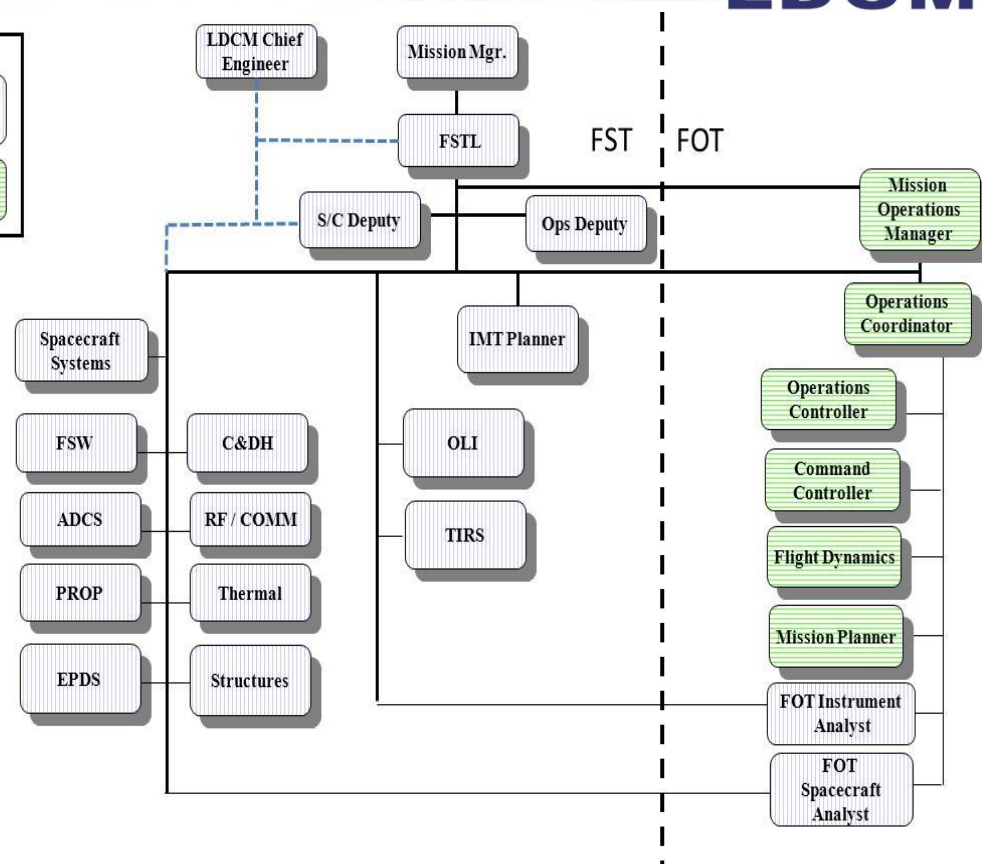 LDCM
LDCM Chief
Engineer
Mission Mgr.
FSTL
FST
FOT
Mission
Operations
Manager
S/C Deputy
Ops Deputy
Operations
Coordinator
Spacecraft
Systems
IMT Planner
Operations
Controller
FSW
C&DH
OLI
Command
Controller
ADCS
RF / COMM
TIRS
Flight Dynamics
PROP
Thermal
Mission Planner
EPDS
Structures
FOT Instrument
Analyst
FOT
Spacecraft
Analyst